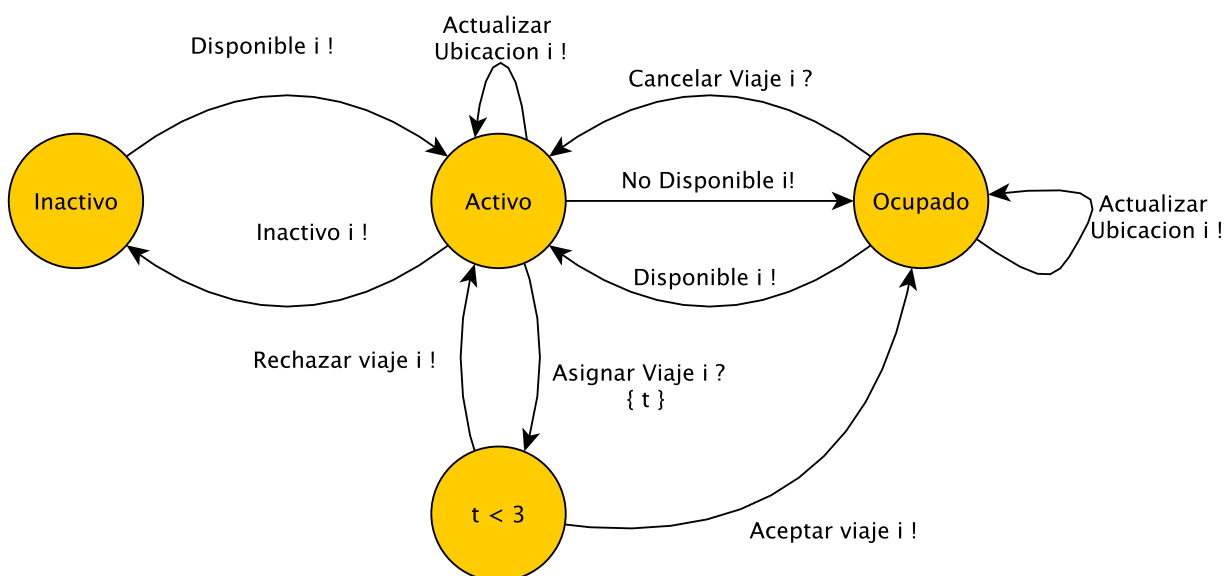 Actualizar
Ubicacion i !
Disponible i !
Cancelar Viaje i ?
No Disponible i!
Inactivo
Activo
Ocupado
Actualizar
Ubicacion i !
Inactivo i !
Disponible i !
Rechazar viaje i !
Asignar Viaje i ?
{ t }
t < 3
Aceptar viaje i !